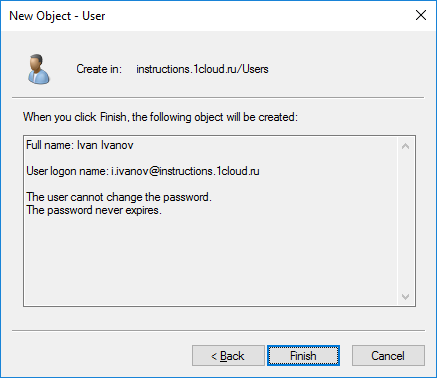 New Object - User
Create in: instructions.1cloud.ru/Users
When you click Finish, the following object will be created:
Full name: Ivan Ivanov
User logon name: i.ivanov@instructions.1cloud.ru
The user cannot change the password.
The password never expires.
< Back Finish Cancel